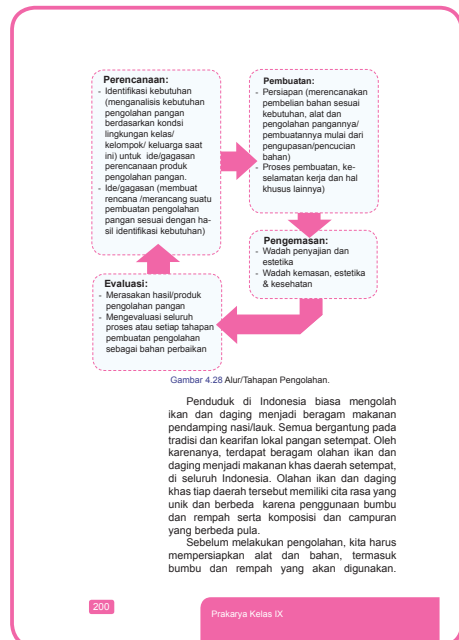 Perencanaan:
- Identifikasi kebutuhan
(menganalisis kebutuhan
pengolahan pangan
berdasarkan kondsi
lingkungan kelas/
kelompok/ keluarga saat
ini) untuk ide/gagasan
perencanaan produk
pengolahan pangan.
- Ide/gagasan (membuat
rencana /merancang suatu
pembuatan pengolahan
pangan sesuai dengan ha-
sil identifikasi kebutuhan)
Pembuatan:
- Persiapan (merencanakan
pembelian bahan sesuai
kebutuhan, alat dan
pengolahan pangannya/
pembuatannya mulai dari
pengupasan/pencucian
bahan)
- Proses pembuatan, ke-
selamatan kerja dan hal
khusus lainnya)
Pengemasan:
- Wadah penyajian dan
estetika
- Wadah kemasan, estetika
& kesehatan
Evaluasi:
- Merasakan hasil/produk
pengolahan pangan
- Mengevaluasi seluruh
proses atau setiap tahapan
pembuatan pengolahan
sebagai bahan perbaikan
Gambar 4.28 Alur/Tahapan Pengolahan.
Penduduk di Indonesia biasa mengolah
ikan dan daging menjadi beragam makanan
pendamping nasi/lauk. Semua bergantung pada
tradisi dan kearifan lokal pangan setempat. Oleh
karenanya, terdapat beragam olahan ikan dan
daging menjadi makanan khas daerah setempat,
di seluruh Indonesia. Olahan ikan dan daging
khas tiap daerah tersebut memiliki cita rasa yang
unik dan berbeda karena penggunaan bumbu
dan rempah serta komposisi dan campuran
yang berbeda pula.
Sebelum melakukan pengolahan, kita harus
mempersiapkan alat dan bahan, termasuk
bumbu dan rempah yang akan digunakan.
200
Prakarya Kelas IX